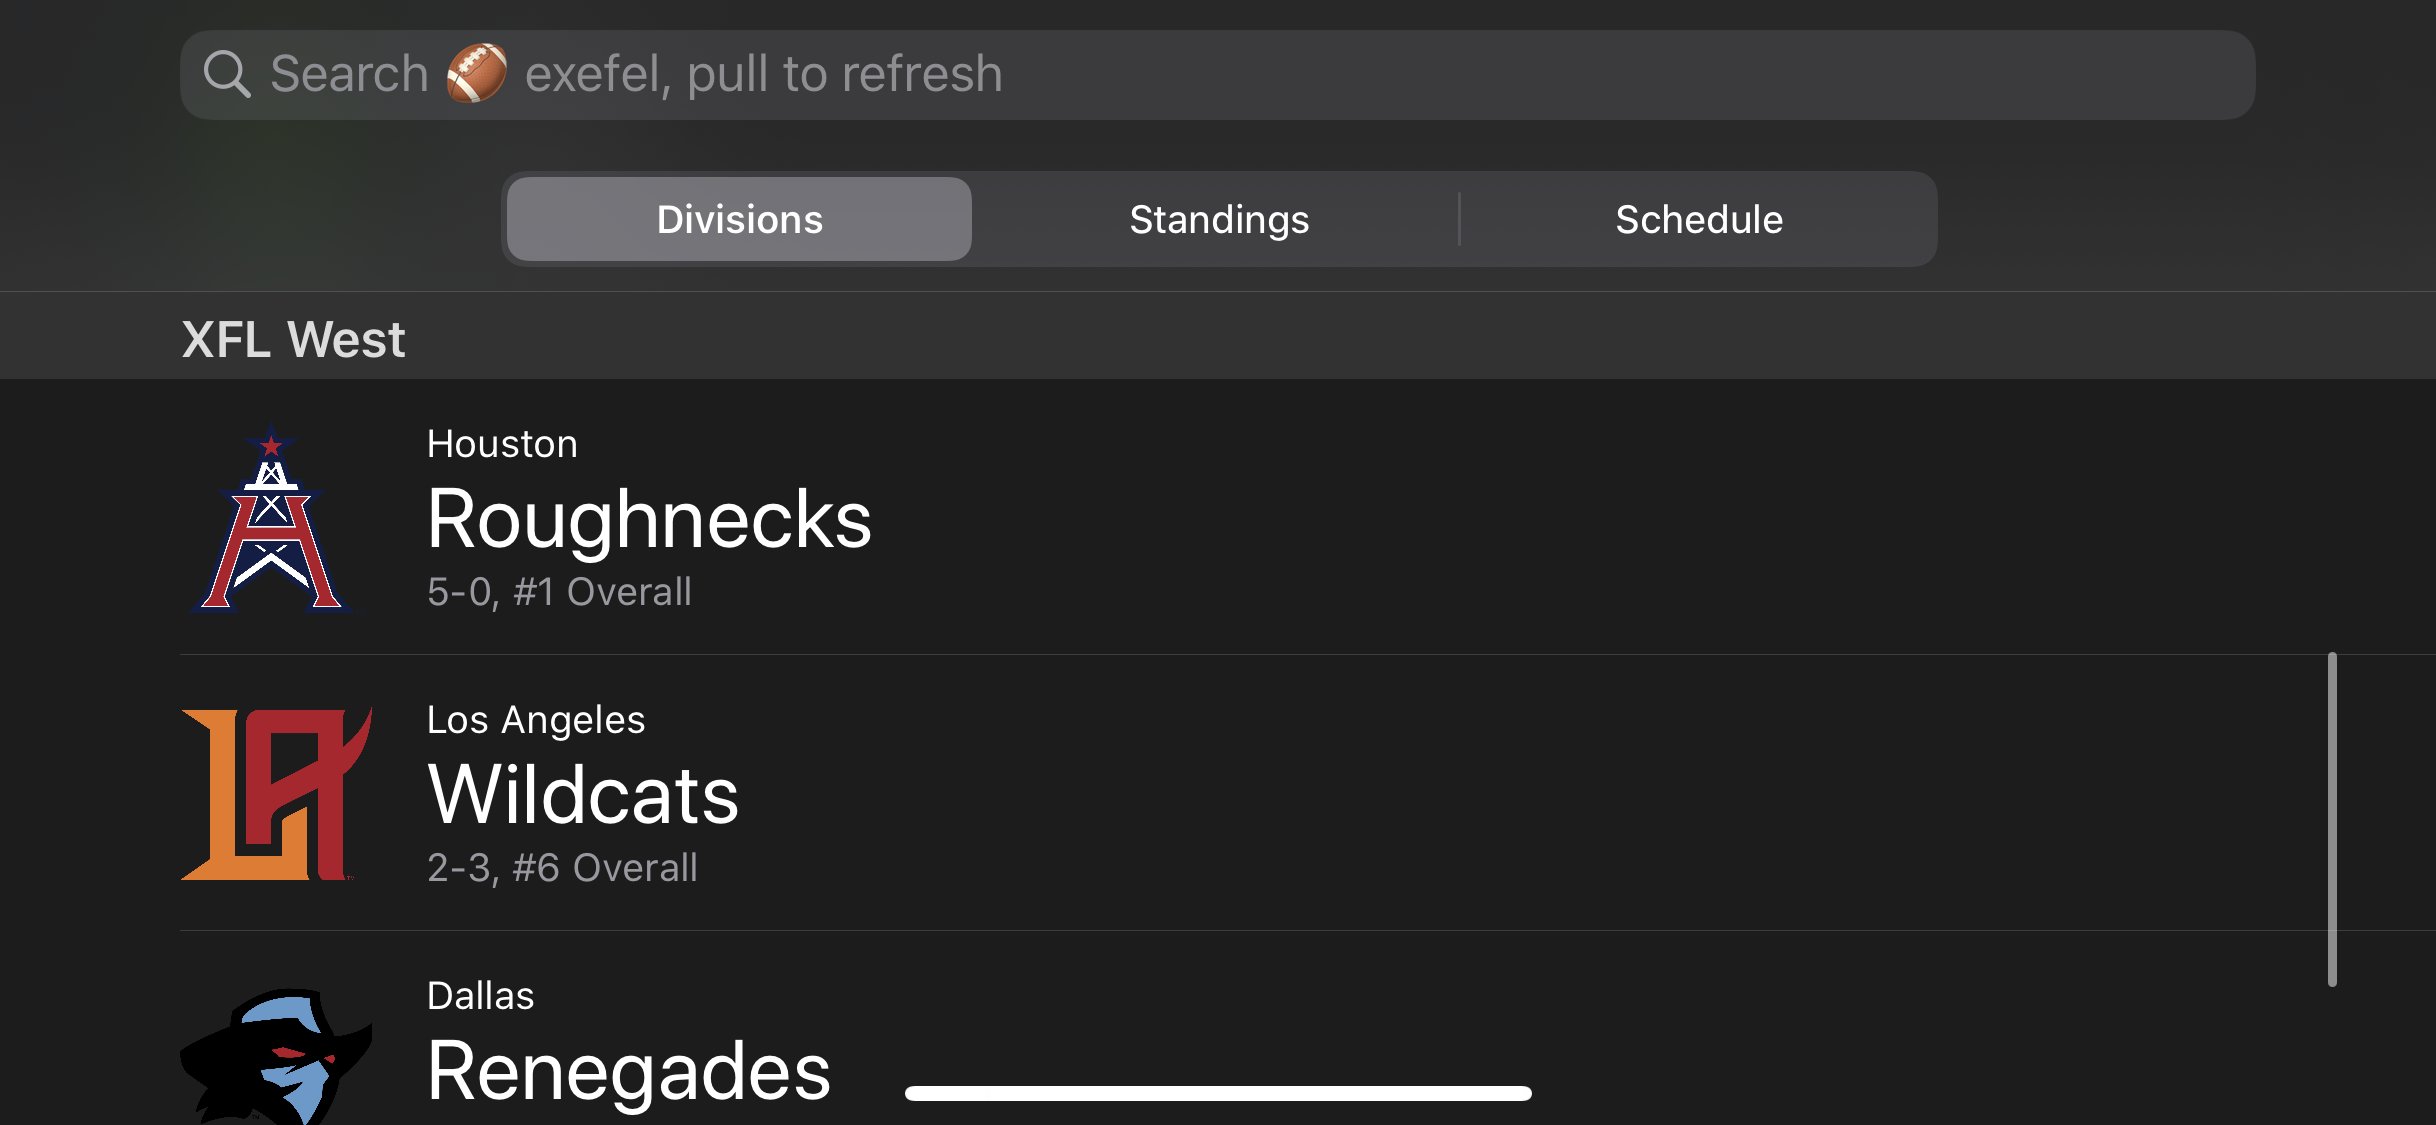 Search 🏈 exefel, pull to refresh
Divisions
Standings
Schedule
XFL West
Houston
Roughnecks
5-0, #1 Overall
Los Angeles
Wildcats
2-3, #6 Overall
Dallas
Renegades